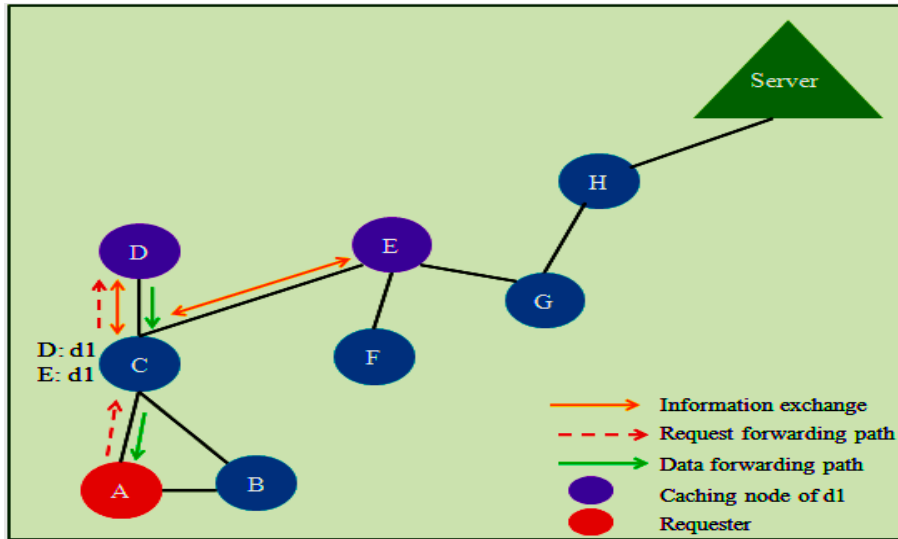 Server
H
D
E
G
D: d1
E: d1
C
F
A
B
Information exchange
Request forwarding path
Data forwarding path
Caching node of d1
Requester